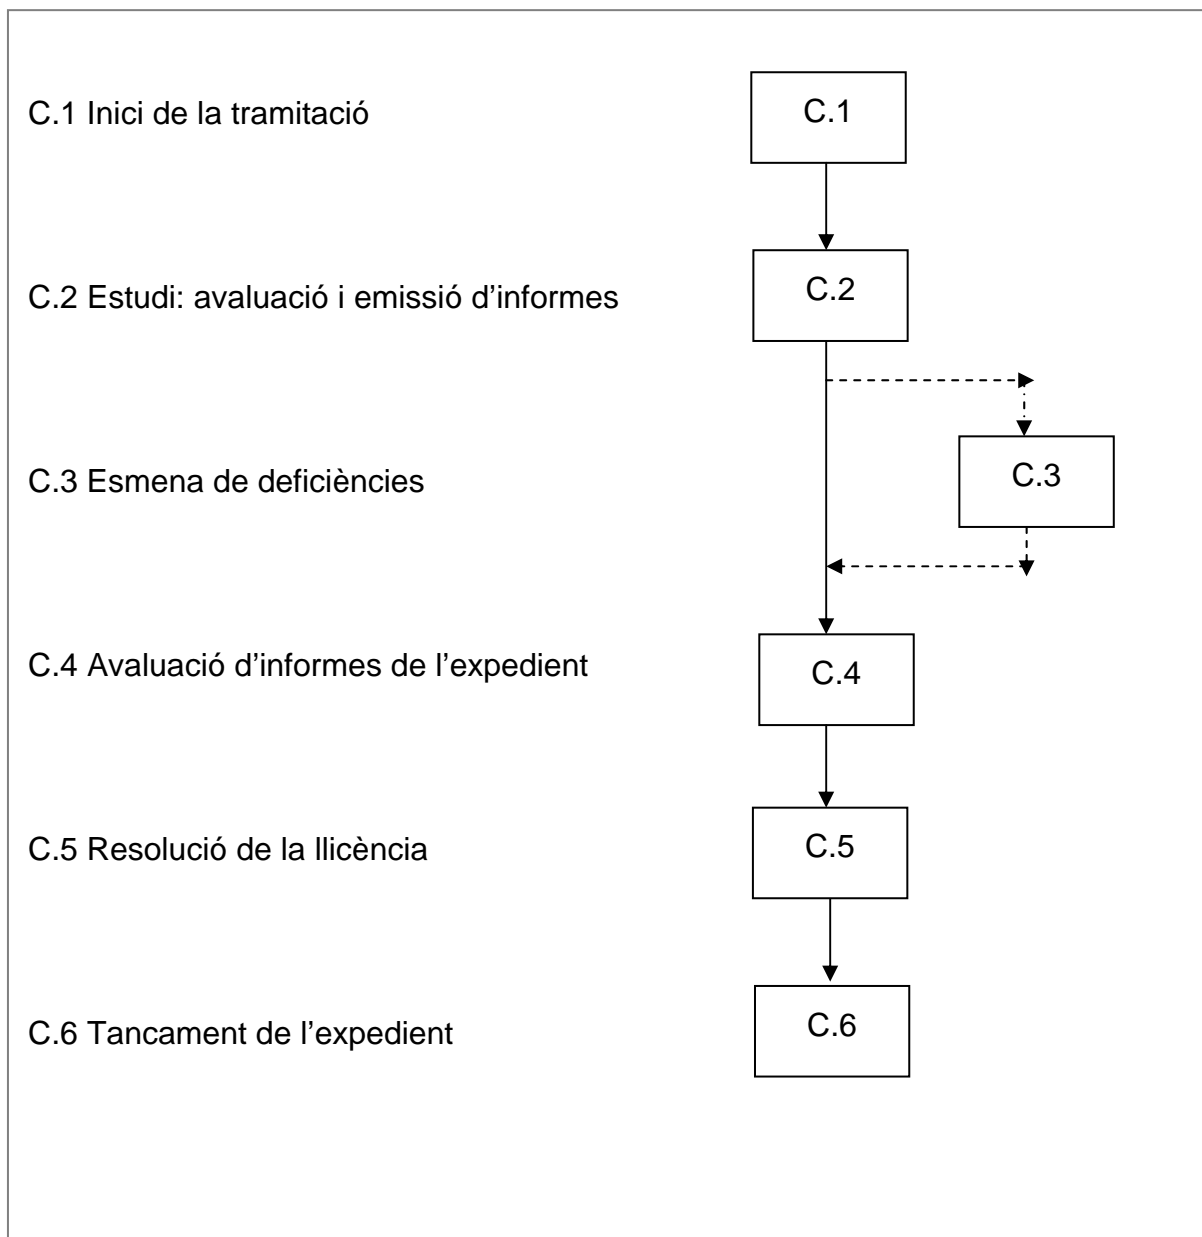 C.1 Inici de la tramitació
C.1
C.2 Estudi: avaluació i emissió d’informes
C.2
C.3 Esmena de deficiències
C.3
C.4 Avaluació d’informes de l’expedient
C.4
C.5 Resolució de la llicència
C.5
C.6 Tancament de l’expedient
C.6